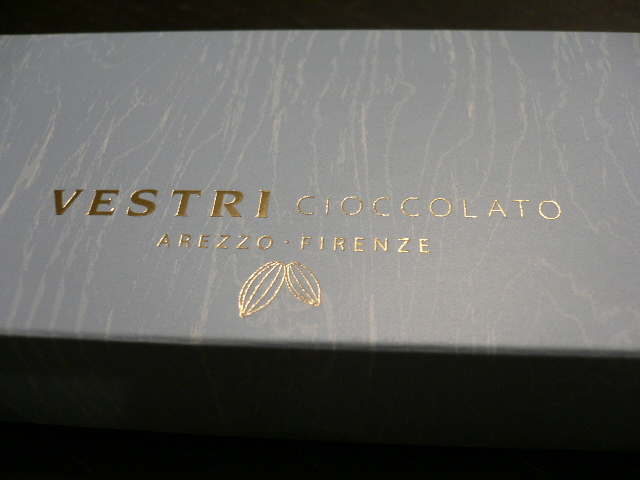 VESTRI CIOCCOLATO
AREZZO · FIRENZE